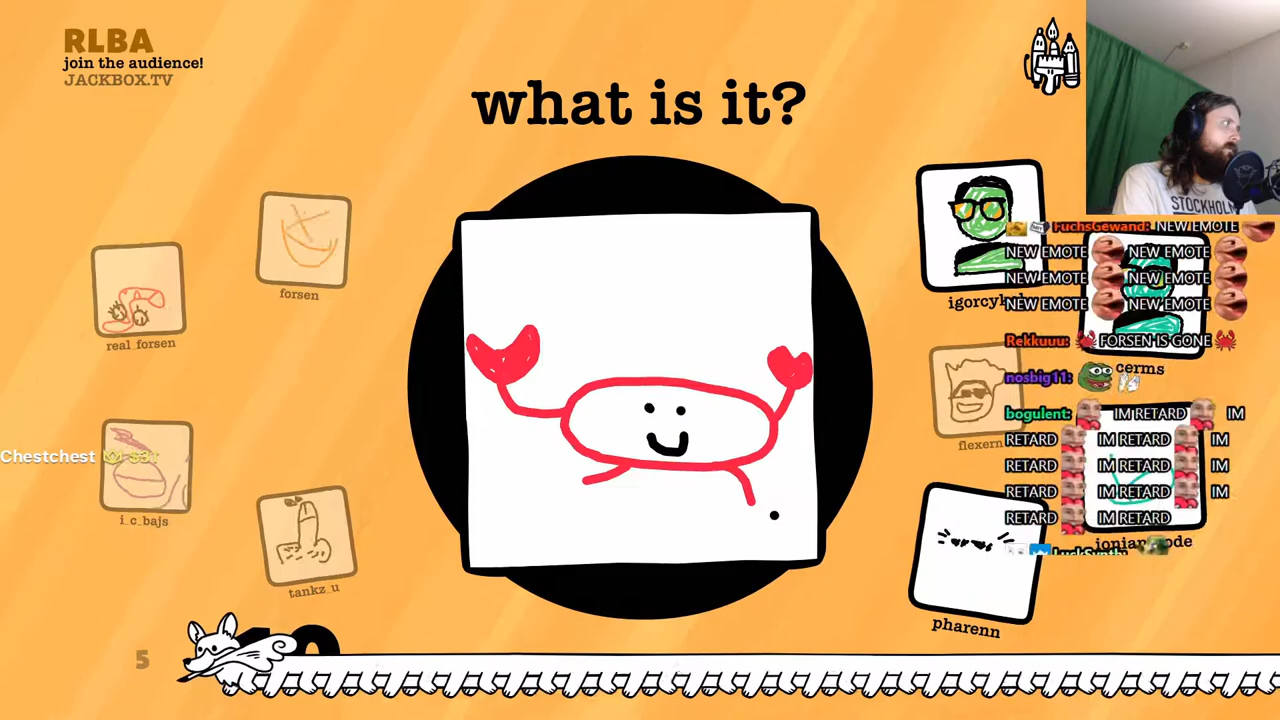 RLBA
join the audience!
JACKBOX.TV
what is it?
STOCKHOLM
real_forsen
forsen
i_c_bajs
tankz_u
cerms
flexern
pharenn
Chestchest
5
FuchsGewand: NEW EMOTE
NEW EMOTE NEW EMOTE
NEW EMOTE NEW EMOTE
NEW EMOTE NEW EMOTE
Rekkuuu: FORSEN IS GONE
nosbig11:
bogulent: IM RETARD IM
RETARD IM RETARD IM
RETARD IM RETARD IM
RETARD IM RETARD IM
RETARD IM RETARD